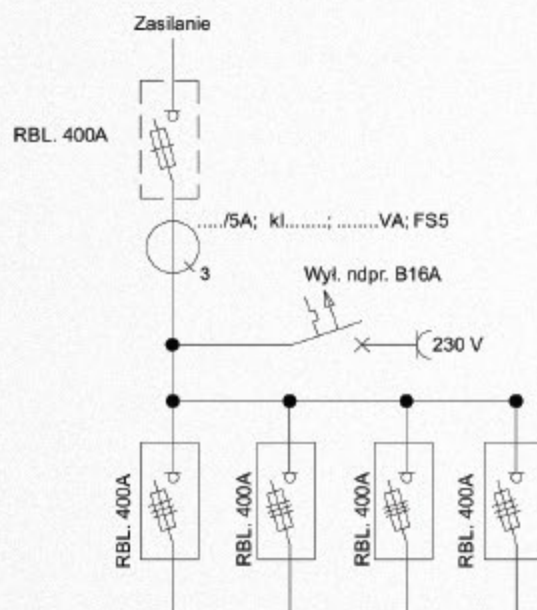 Zasilanie
RBL. 400A
...../5A; kl........; ........VA; FS5
3
Wył. ndpr. B16A
230 V
RBL. 400A
RBL. 400A
RBL. 400A
RBL. 400A